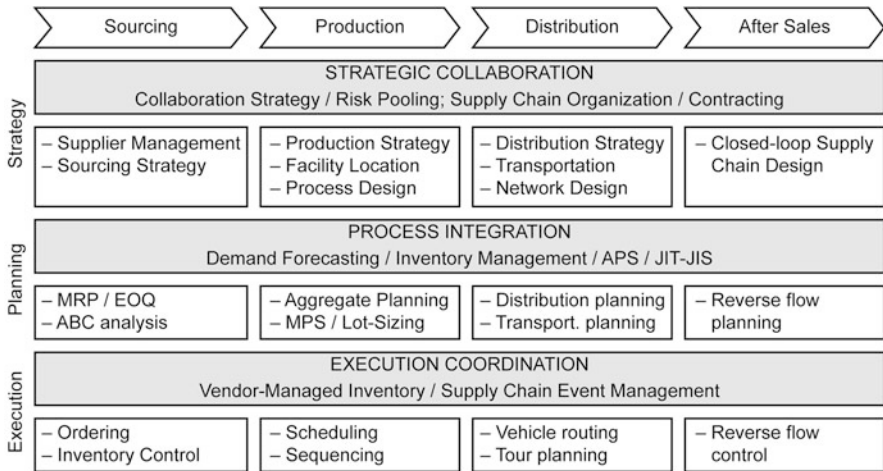 Sourcing
Production
Distribution
After Sales
Strategy
STRATEGIC COLLABORATION
Collaboration Strategy / Risk Pooling; Supply Chain Organization / Contracting
– Supplier Management
– Sourcing Strategy
– Production Strategy
– Facility Location
– Process Design
– Distribution Strategy
– Transportation
– Network Design
– Closed-loop Supply
Chain Design
Planning
PROCESS INTEGRATION
Demand Forecasting / Inventory Management / APS / JIT-JIS
– MRP / EOQ
– ABC analysis
– Aggregate Planning
– MPS / Lot-Sizing
– Distribution planning
– Transport. planning
– Reverse flow
planning
Execution
EXECUTION COORDINATION
Vendor-Managed Inventory / Supply Chain Event Management
– Ordering
– Inventory Control
– Scheduling
– Sequencing
– Vehicle routing
– Tour planning
– Reverse flow
control